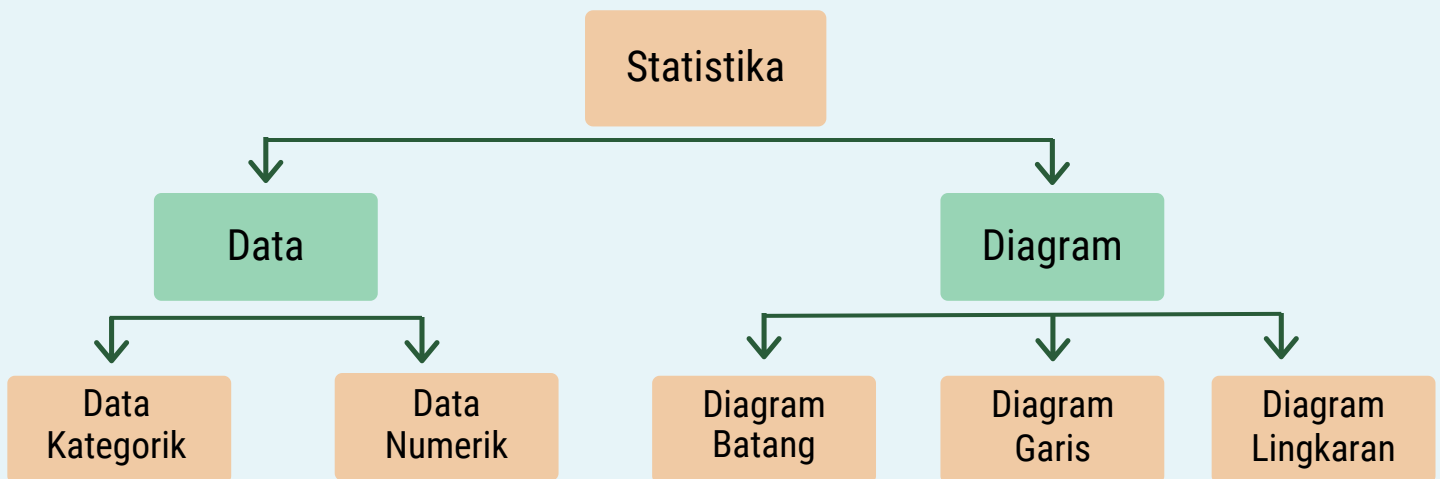 Statistika
Data
Diagram
Data
Kategorik
Data
Numerik
Diagram
Batang
Diagram
Garis
Diagram
Lingkaran